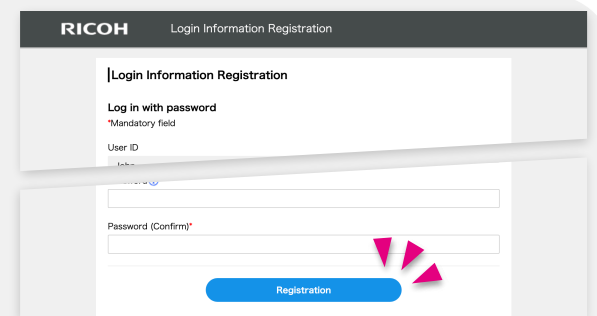 RICOH Login Information Registration
Login Information Registration
Log in with password
*Mandatory field
User ID
Password (Confirm)*
Registration